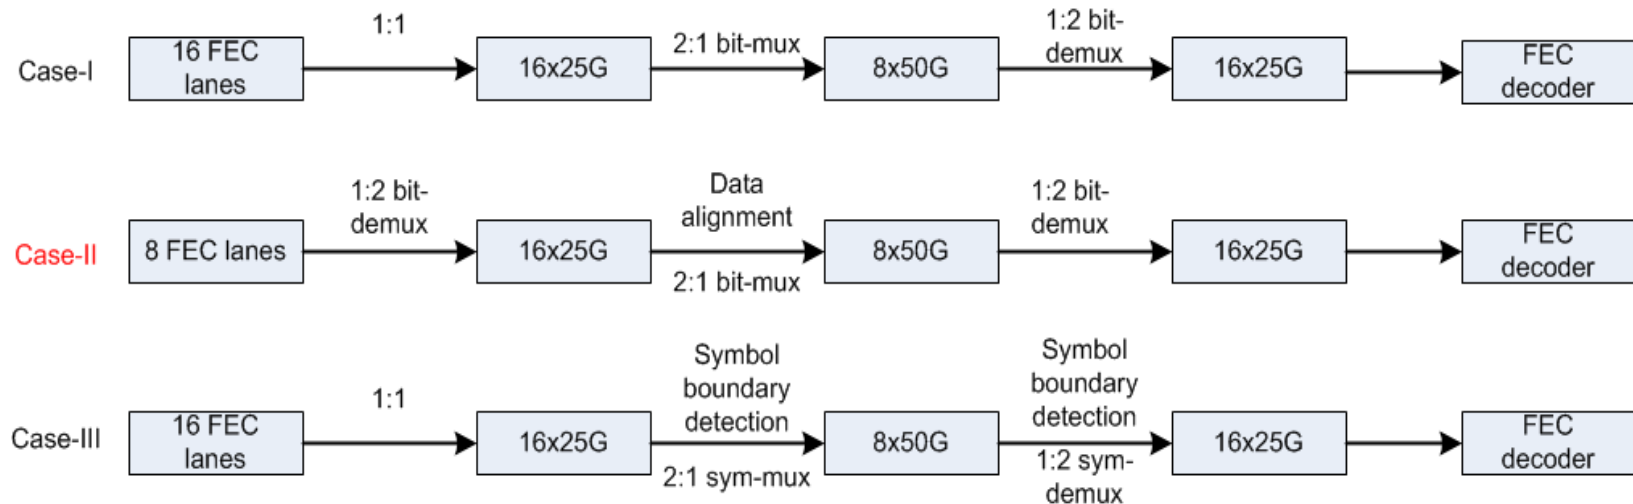 Case-I
16 FEC
lanes
1:1
16x25G
2:1 bit-mux
8x50G
1:2 bit-
demux
16x25G
FEC
decoder
Case-II
8 FEC lanes
1:2 bit-
demux
16x25G
Data
alignment
2:1 bit-mux
8x50G
1:2 bit-
demux
16x25G
FEC
decoder
Case-III
16 FEC
lanes
1:1
16x25G
Symbol
boundary
detection
2:1 sym-mux
8x50G
Symbol
boundary
detection
1:2 sym-
demux
16x25G
FEC
decoder